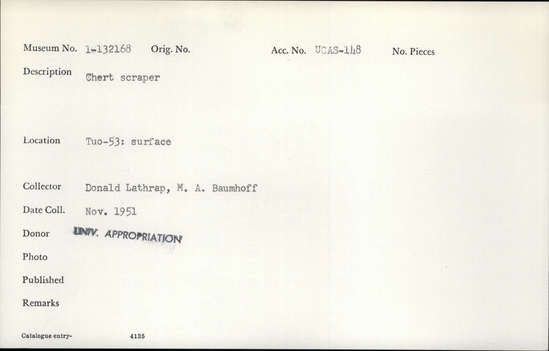 Museum No. 1-132168 Orig. No. Acc. No. UCAS-148 No. Pieces
Description Chert scraper
Location Tuo-53: surface
Collector Donald Lathrap, M. A. Baumhoff
Date Coll. Nov. 1951
Donor UNIV. APPROPRIATION
Photo
Published
Remarks
Catalogue entry- 4135